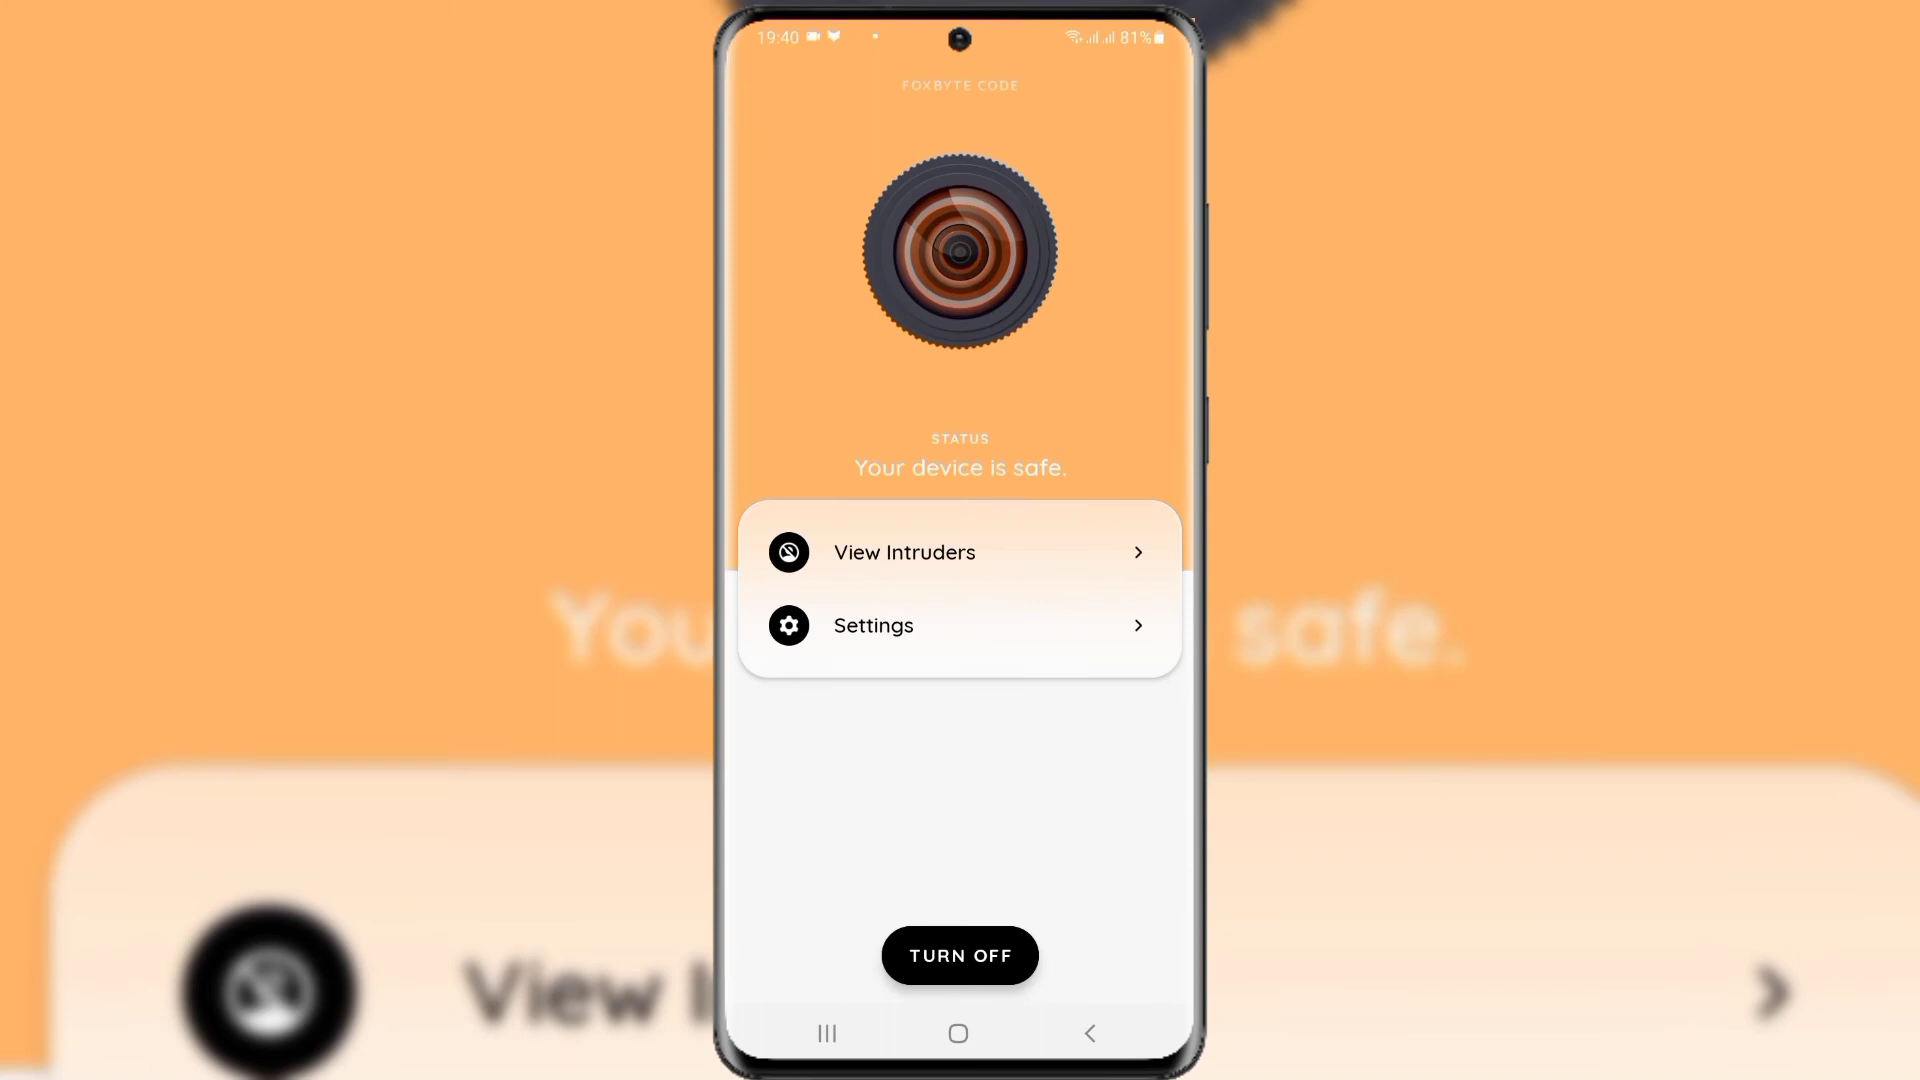 19:40
81%
FOXBYTE CODE
STATUS
Your device is safe.
View Intruders
Settings
TURN OFF
You
safe.
View I